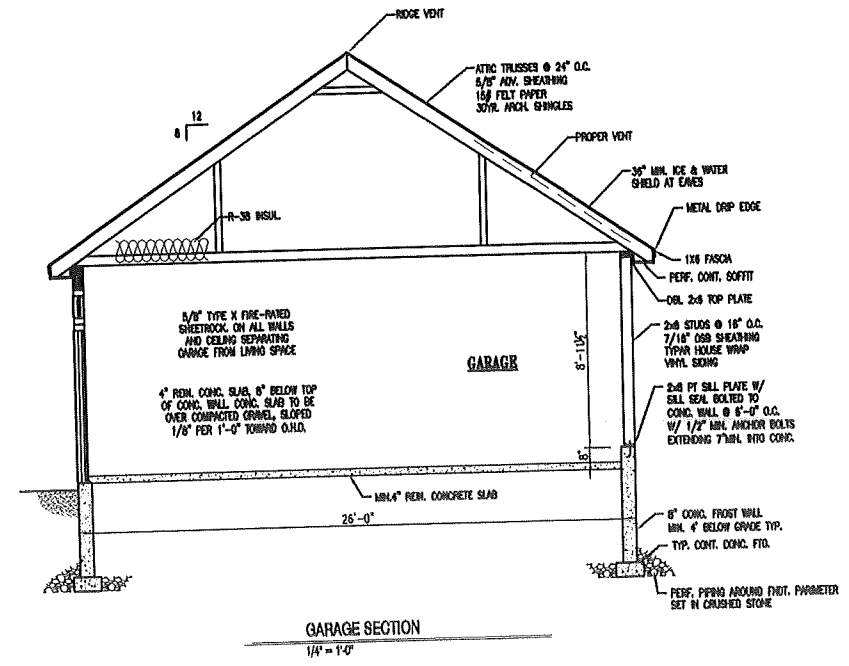 RIDGE VENT
ATTIC TRUSSES @ 24" O.C.
5/8" ADV. SHEATHING
15# FELT PAPER
30YR. ARCH. SHINGLES
12
8
PROPER VENT
36" MIN. ICE & WATER
SHIELD AT EAVES
METAL DRIP EDGE
R-38 INSUL.
1X6 FASCIA
PERF. CONT. SOFFIT
DBL 2x6 TOP PLATE
5/8" TYPE X FIRE-RATED
SHEETROCK. ON ALL WALLS
AND CEILING SEPARATING
GARAGE FROM LIVING SPACE
2x6 STUDS @ 16" O.C.
7/16" OSB SHEATHING
TYPAR HOUSE WRAP
VINYL SIDING
8'-11½"
GARAGE
4" REIN. CONC. SLAB, 8" BELOW TOP
OF CONC. WALL. CONC. SLAB TO BE
OVER COMPACTED GRAVEL, SLOPED
1/8" PER 1'-0" TOWARD O.H.D.
2x6 PT SILL PLATE W/
SILL SEAL BOLTED TO
CONC. WALL @ 6'-0" O.C.
W/ 1/2" MIN. ANCHOR BOLTS
EXTENDING 7"MIN. INTO CONC.
8"
MIN.4" REIN. CONCRETE SLAB
26'-0"
8" CONC. FROST WALL
MIN. 4' BELOW GRADE TYP.
TYP. CONT. DONC. FTG.
PERF. PIPING AROUND FNDT. PARIMETER
SET IN CRUSHED STONE
GARAGE SECTION
1/4" = 1'-0"